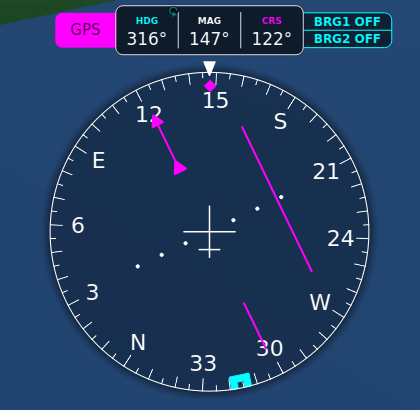 GPS
HDG MAG CRS
316° 147° 122°
BRG1 OFF
BRG2 OFF
15
12 S
E 21
6 24
3 W
N 30
33